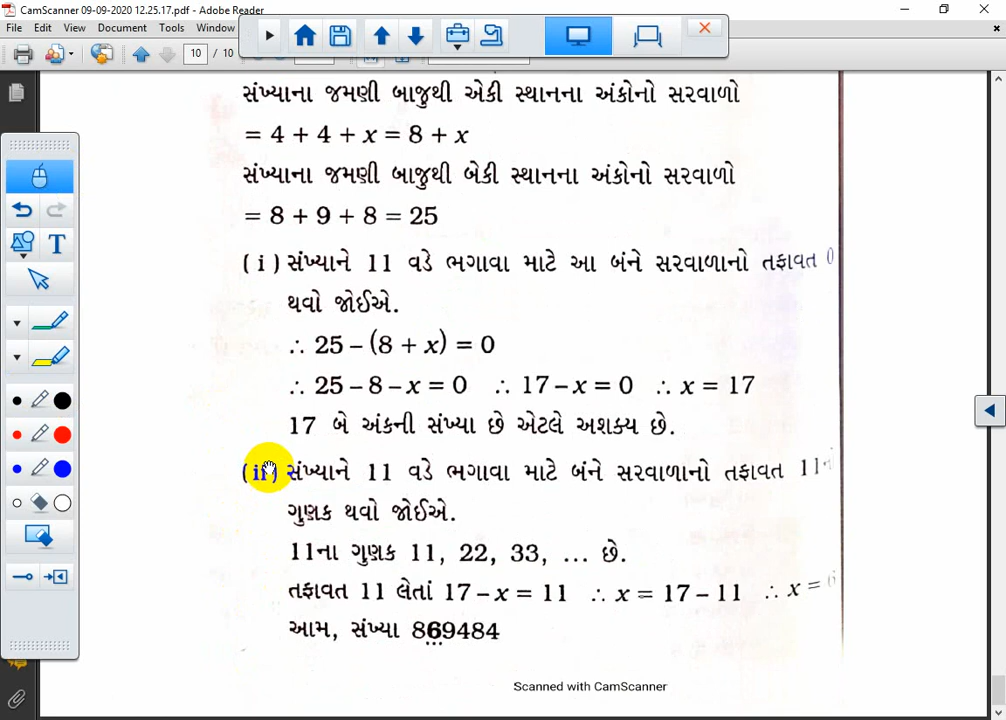 CamScanner 09-09-2020 12.25.17.pdf - Adobe Reader
File Edit View Document Tools Window
10 / 10
સંખ્યાના જમણી બાજુથી એકી સ્થાનના અંકોનો સરવાળો
= 4 + 4 + x = 8 + x
સંખ્યાના જમણી બાજુથી બેકી સ્થાનના અંકોનો સરવાળો
= 8 + 9 + 8 = 25
( i ) સંખ્યાને 11 વડે ભગાવા માટે આ બંને સરવાળાનો તફાવત 0
થવો જોઈએ.
∴ 25 – (8 + x) = 0
∴ 25 – 8 – x = 0 ∴ 17 – x = 0 ∴ x = 17
17 બે અંકની સંખ્યા છે એટલે અશક્ય છે.
(ii) સંખ્યાને 11 વડે ભગાવા માટે બંને સરવાળાનો તફાવત 11ના
ગુણક થવો જોઈએ.
11ના ગુણક 11, 22, 33, ... છે.
તફાવત 11 લેતાં 17 – x = 11 ∴ x = 17 – 11 ∴ x = 6
આમ, સંખ્યા 869484
Scanned with CamScanner
T